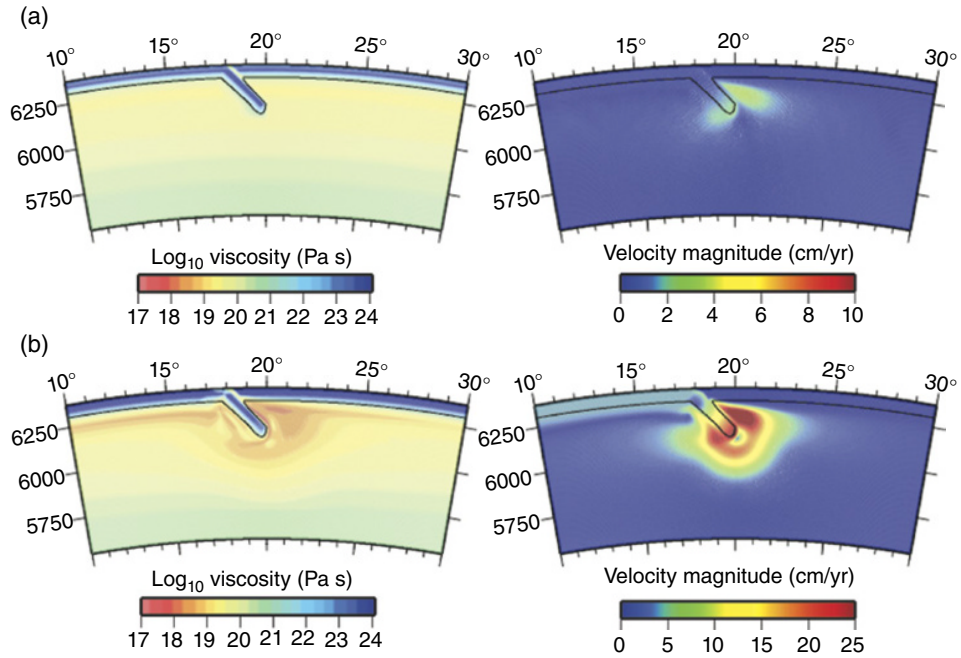 (a)
10° 15° 20° 25° 30°
6250
6000
5750
Log10 viscosity (Pa s)
17 18 19 20 21 22 23 24
10° 15° 20° 25° 30°
6250
6000
5750
Velocity magnitude (cm/yr)
0 2 4 6 8 10
(b)
10° 15° 20° 25° 30°
6250
6000
5750
Log10 viscosity (Pa s)
17 18 19 20 21 22 23 24
10° 15° 20° 25° 30°
6250
6000
5750
Velocity magnitude (cm/yr)
0 5 10 15 20 25